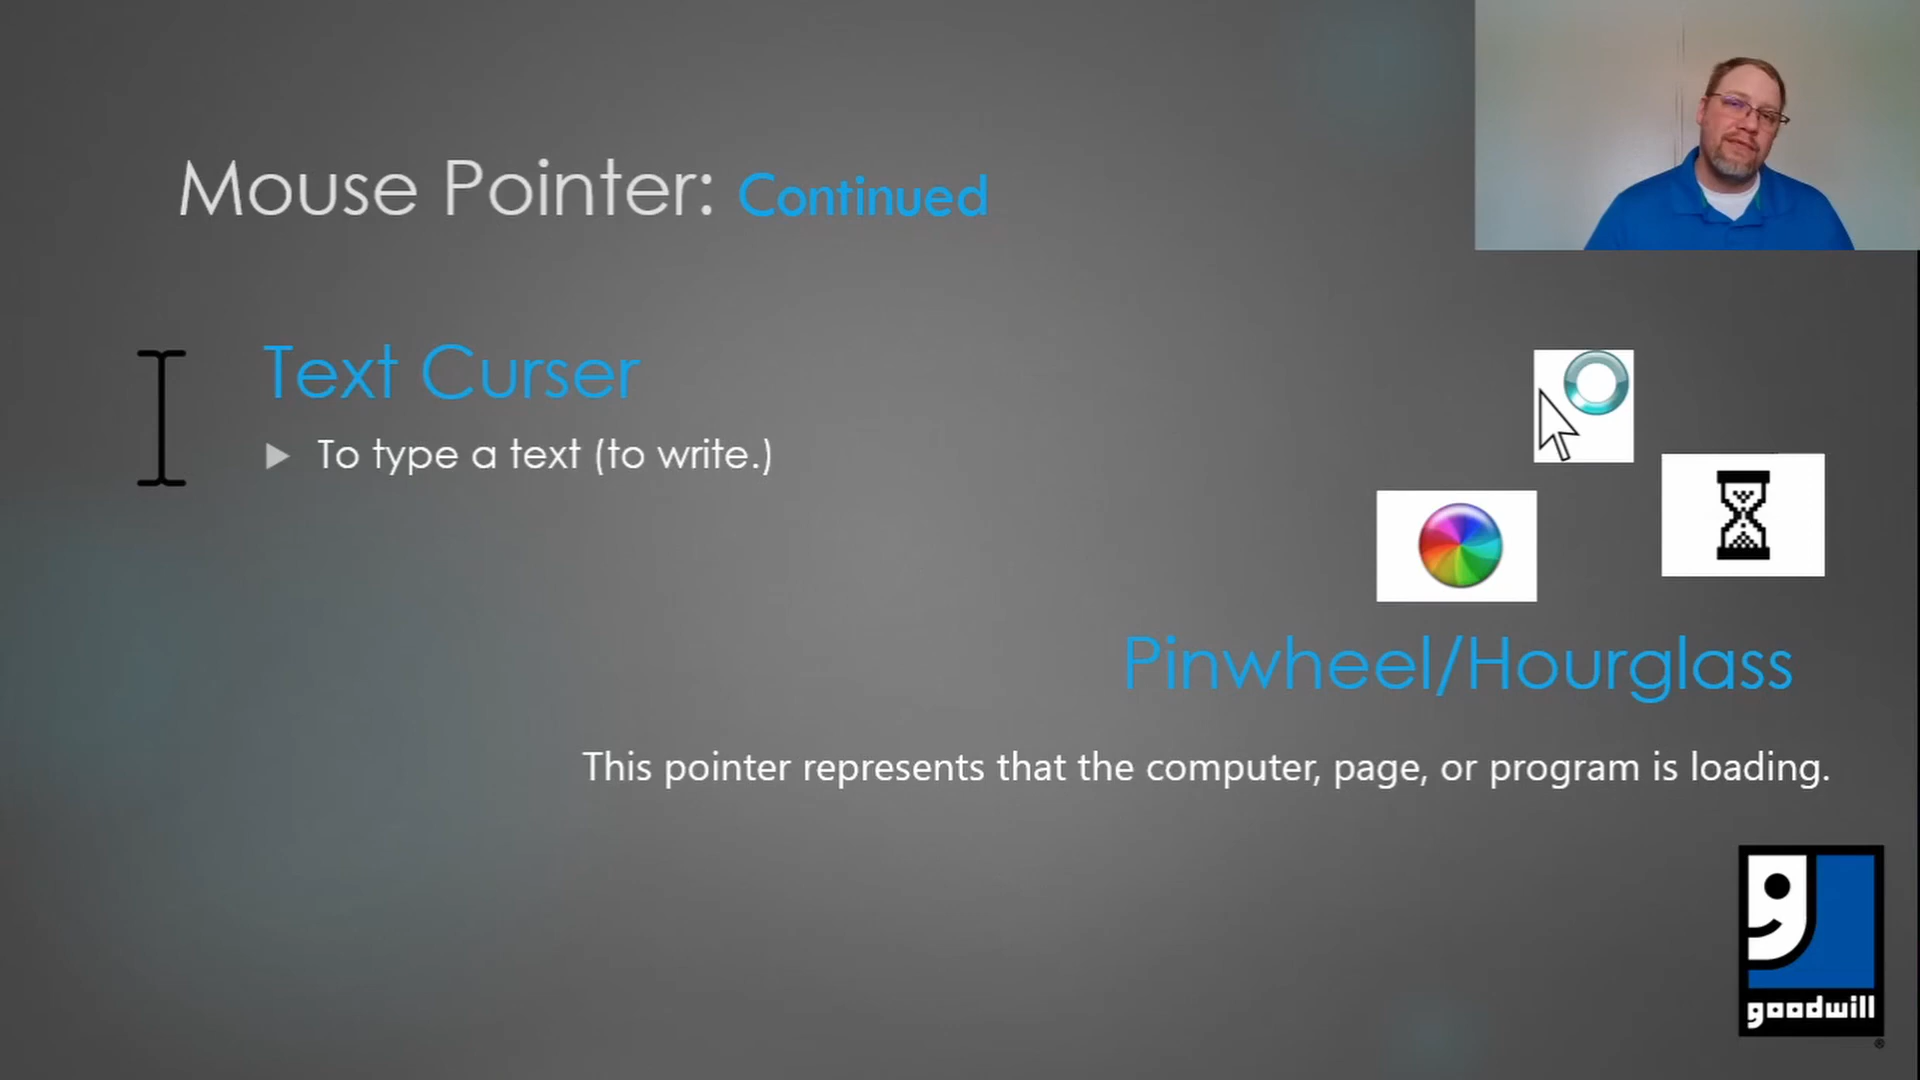 Mouse Pointer: Continued
Text Curser
To type a text (to write.)
Pinwheel/Hourglass
This pointer represents that the computer, page, or program is loading.
goodwill
®